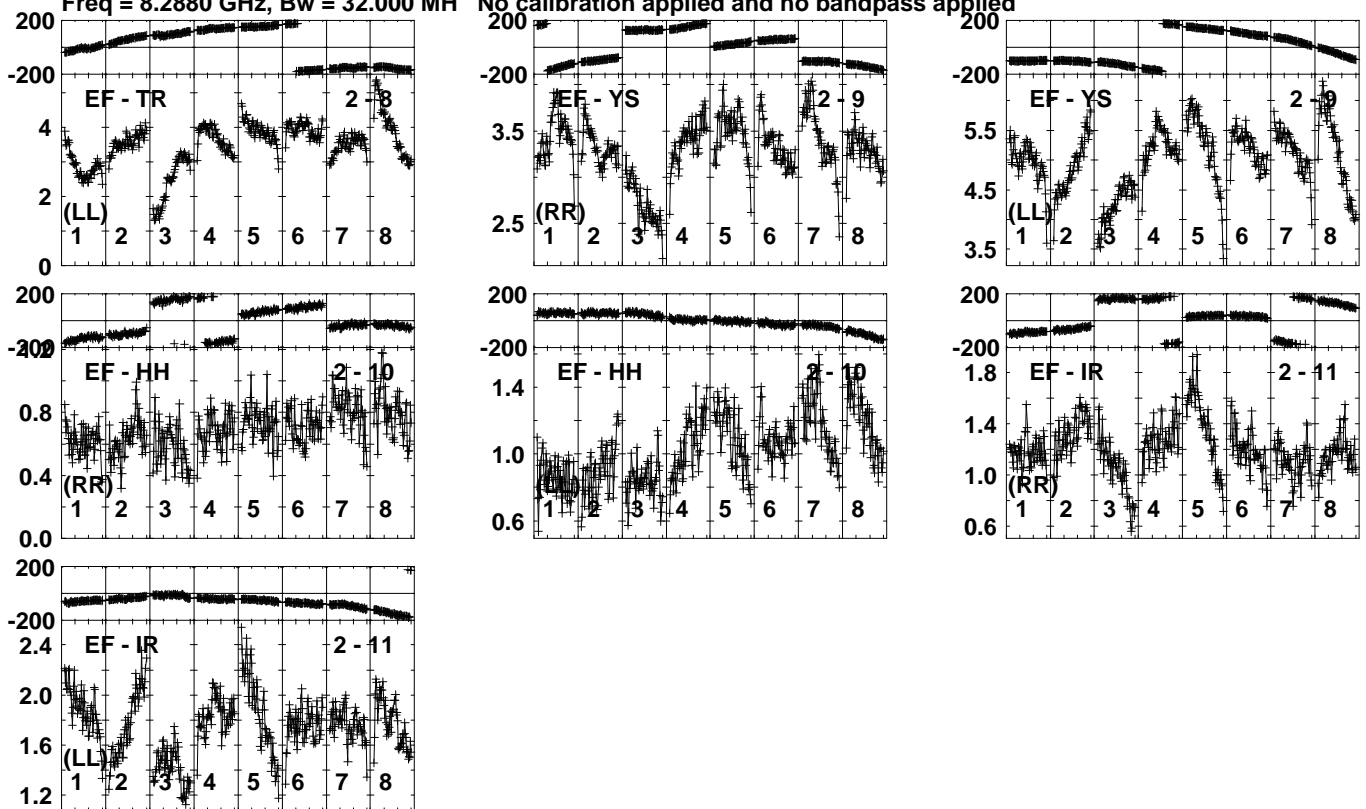 Freq = 8.2880 GHz, Bw = 32.000 MH No calibration applied and no bandpass applied
200
-200
EF - TR 2 - 8
4
2
(LL)
1 2 3 4 5 6 7 8
0
200
-200
EF - YS 2 - 9
3.5
2.5
(RR)
1 2 3 4 5 6 7 8
200
-200
EF - YS 2 - 9
5.5
4.5
(LL)
1 2 3 4 5 6 7 8
3.5
200
-200
1.2
EF - HH 2 - 10
0.8
0.4
(RR)
1 2 3 4 5 6 7 8
0.0
200
-200
EF - HH 2 - 10
1.4
1.0
(LL)
1 2 3 4 5 6 7 8
0.6
200
-200
EF - IR 2 - 11
1.8
1.4
1.0
(RR)
1 2 3 4 5 6 7 8
0.6
200
-200
EF - IR 2 - 11
2.4
2.0
1.6
(LL)
1 2 3 4 5 6 7 8
1.2